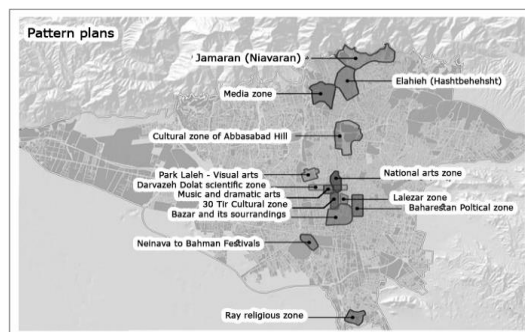 Pattern plans
Jamaran (Niavaran)
Elahieh (Hashtbehehsht)
Media zone
Cultural zone of Abbasabad Hill
Park Laleh - Visual arts
National arts zone
Darvazeh Dolat scientific zone
Music and dramatic arts
30 Tir Cultural zone
Lalezar zone
Bazar and its sourrandings
Baharestan Poltical zone
Neinava to Bahman Festivals
Ray religious zone